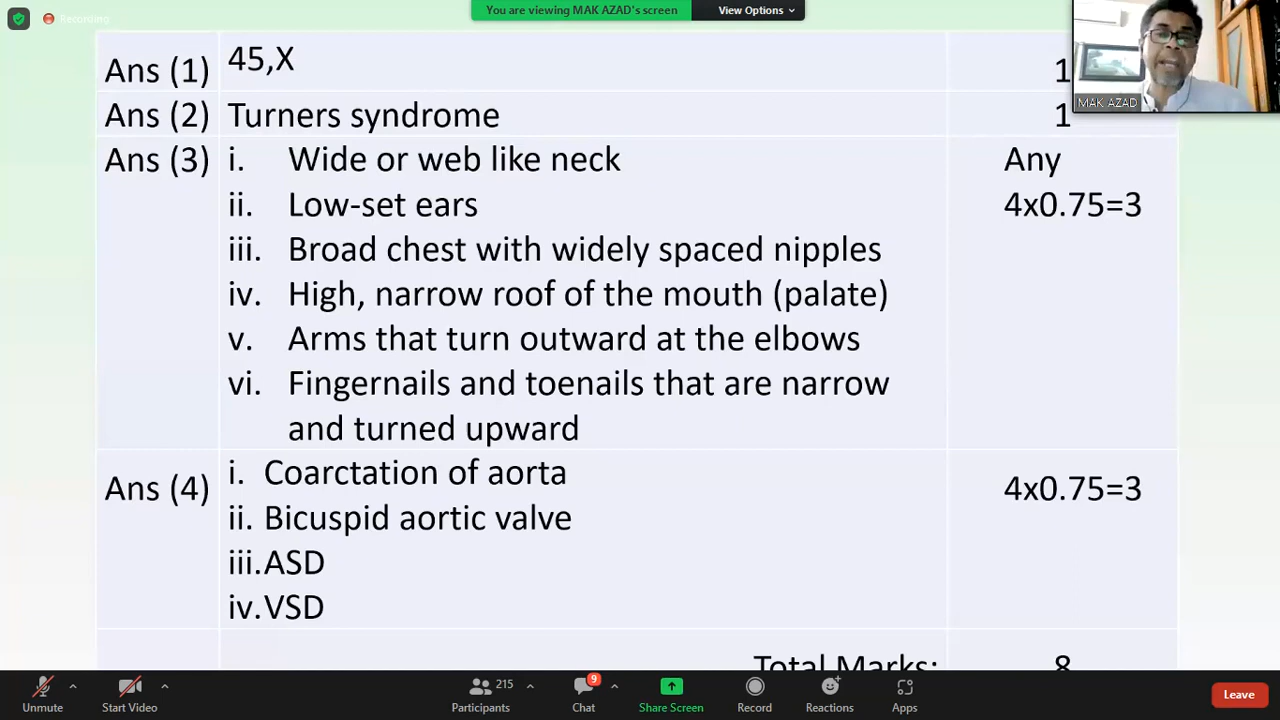 Recording
You are viewing MAK AZAD's screen
View Options
MAK AZAD
Ans (1) 45,X 1
Ans (2) Turners syndrome 1
Ans (3) i. Wide or web like neck Any
ii. Low-set ears 4x0.75=3
iii. Broad chest with widely spaced nipples
iv. High, narrow roof of the mouth (palate)
v. Arms that turn outward at the elbows
vi. Fingernails and toenails that are narrow
and turned upward
Ans (4) i. Coarctation of aorta 4x0.75=3
ii. Bicuspid aortic valve
iii.ASD
iv.VSD
Total Marks: 8
Unmute
Start Video
215
Participants
9
Chat
Share Screen
Record
Reactions
Apps
Leave